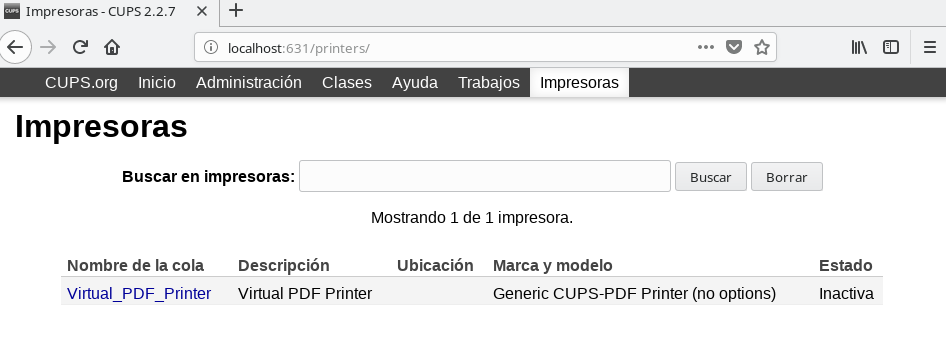 CUPS Impresoras - CUPS 2.2.7
localhost:631/printers/
CUPS.org Inicio Administración Clases Ayuda Trabajos Impresoras
Impresoras
Buscar en impresoras: Buscar Borrar
Mostrando 1 de 1 impresora.
Nombre de la cola Descripción Ubicación Marca y modelo Estado
Virtual_PDF_Printer Virtual PDF Printer Generic CUPS-PDF Printer (no options) Inactiva